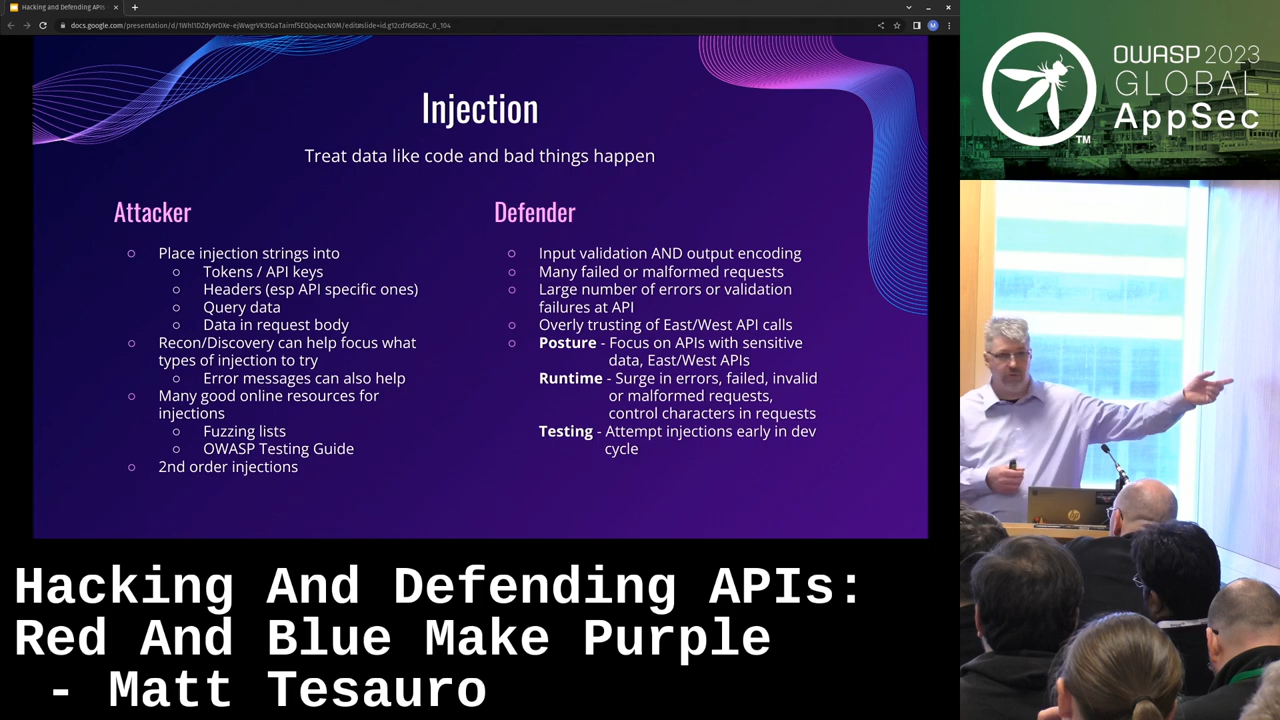 Hacking and Defending APIs
docs.google.com/presentation/d/
Injection
Treat data like code and bad things happen
Attacker
Place injection strings into
Tokens / API keys
Headers (esp API specific ones)
Query data
Data in request body
Recon/Discovery can help focus what
types of injection to try
Error messages can also help
Many good online resources for
injections
Fuzzing lists
OWASP Testing Guide
2nd order injections
Defender
Input validation AND output encoding
Many failed or malformed requests
Large number of errors or validation
failures at API
Overly trusting of East/West API calls
Posture - Focus on APIs with sensitive
data, East/West APIs
Runtime - Surge in errors, failed, invalid
or malformed requests,
control characters in requests
Testing - Attempt injections early in dev
cycle
OWASP 2023
GLOBAL
AppSec
TM
hp
Hacking And Defending APIs:
Red And Blue Make Purple
- Matt Tesauro